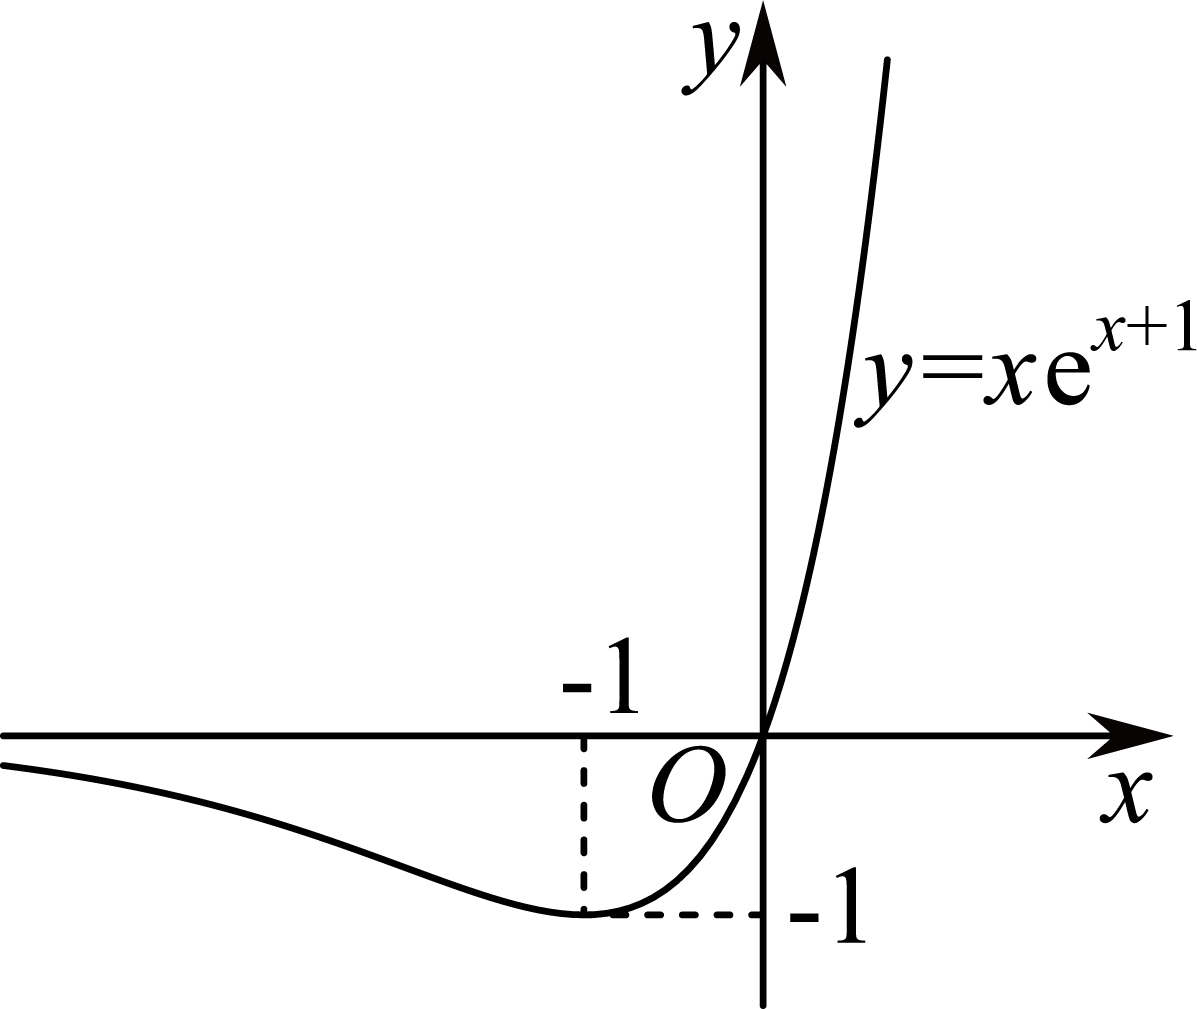 y
y=xe^{x+1}
-1
O
x
-1